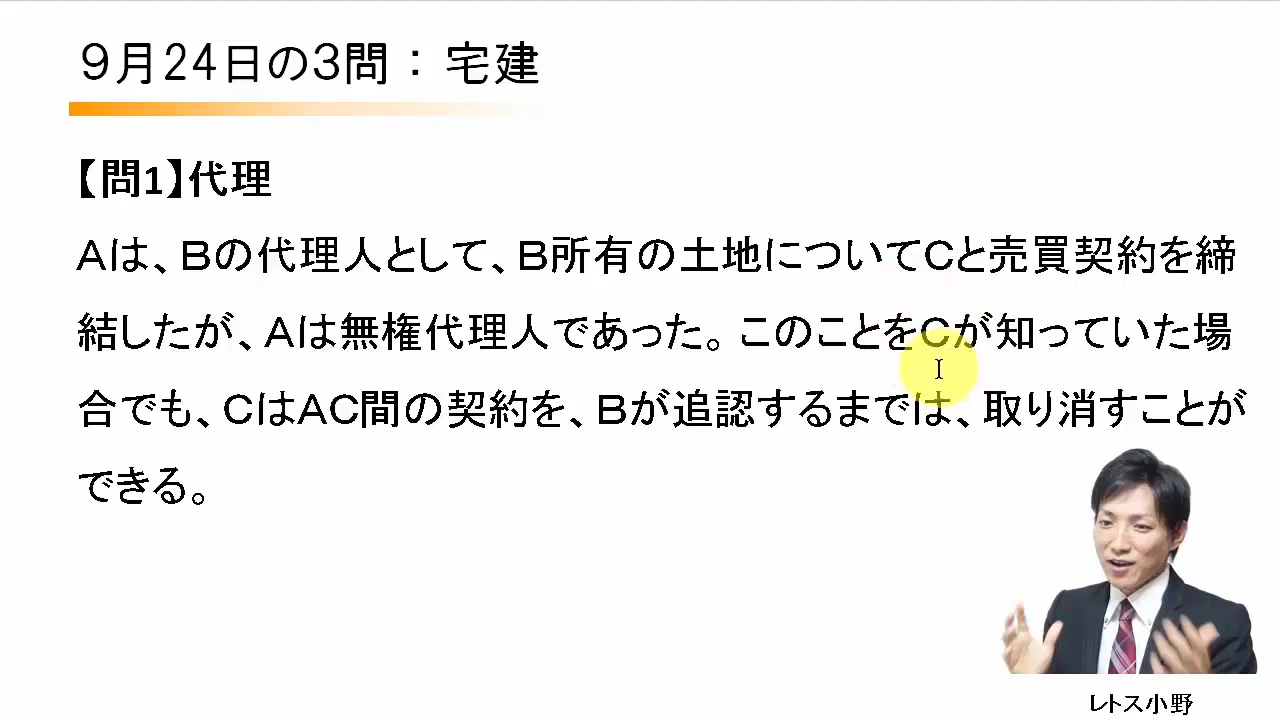 9月24日の3問：宅建
【問1】代理
Aは、Bの代理人として、B所有の土地についてCと売買契約を締
結したが、Aは無権代理人であった。このことをCが知っていた場
合でも、CはAC間の契約を、Bが追認するまでは、取り消すことが
できる。
レトス小野